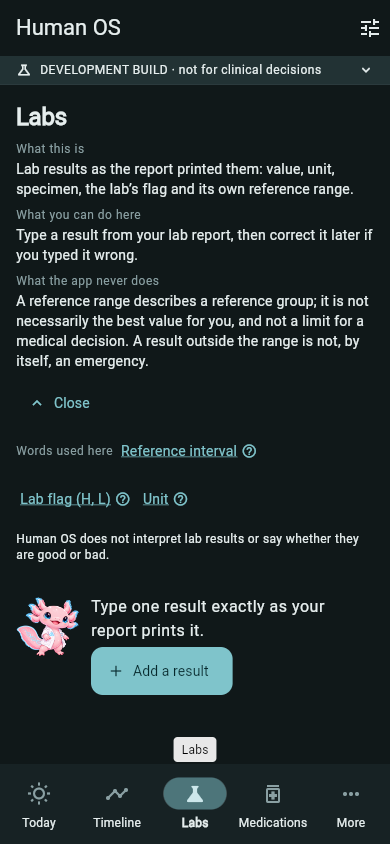 Human OS
DEVELOPMENT BUILD · not for clinical decisions
Labs
What this is
Lab results as the report printed them: value, unit,
specimen, the lab's flag and its own reference range.
What you can do here
Type a result from your lab report, then correct it later if
you typed it wrong.
What the app never does
A reference range describes a reference group; it is not
necessarily the best value for you, and not a limit for a
medical decision. A result outside the range is not, by
itself, an emergency.
Close
Words used here Reference interval ?
Lab flag (H, L) ? Unit ?
Human OS does not interpret lab results or say whether they
are good or bad.
Type one result exactly as your
report prints it.
+ Add a result
Labs
Today Timeline Labs Medications More